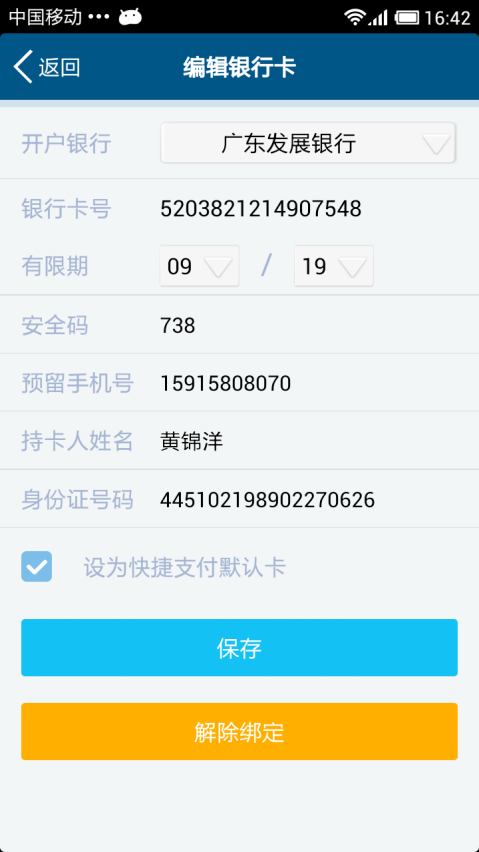 中国移动 ••• 16:42
返回 编辑银行卡
开户银行 广东发展银行
银行卡号 5203821214907548
有限期 09 / 19
安全码 738
预留手机号 15915808070
持卡人姓名 黄锦洋
身份证号码 445102198902270626
设为快捷支付默认卡
保存
解除绑定